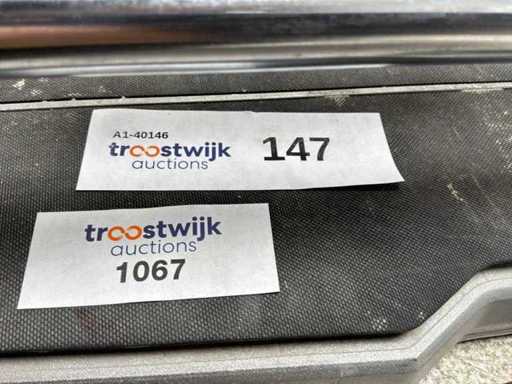 A1-40146
troostwijk 147
auctions
troostwijk
auctions
1067